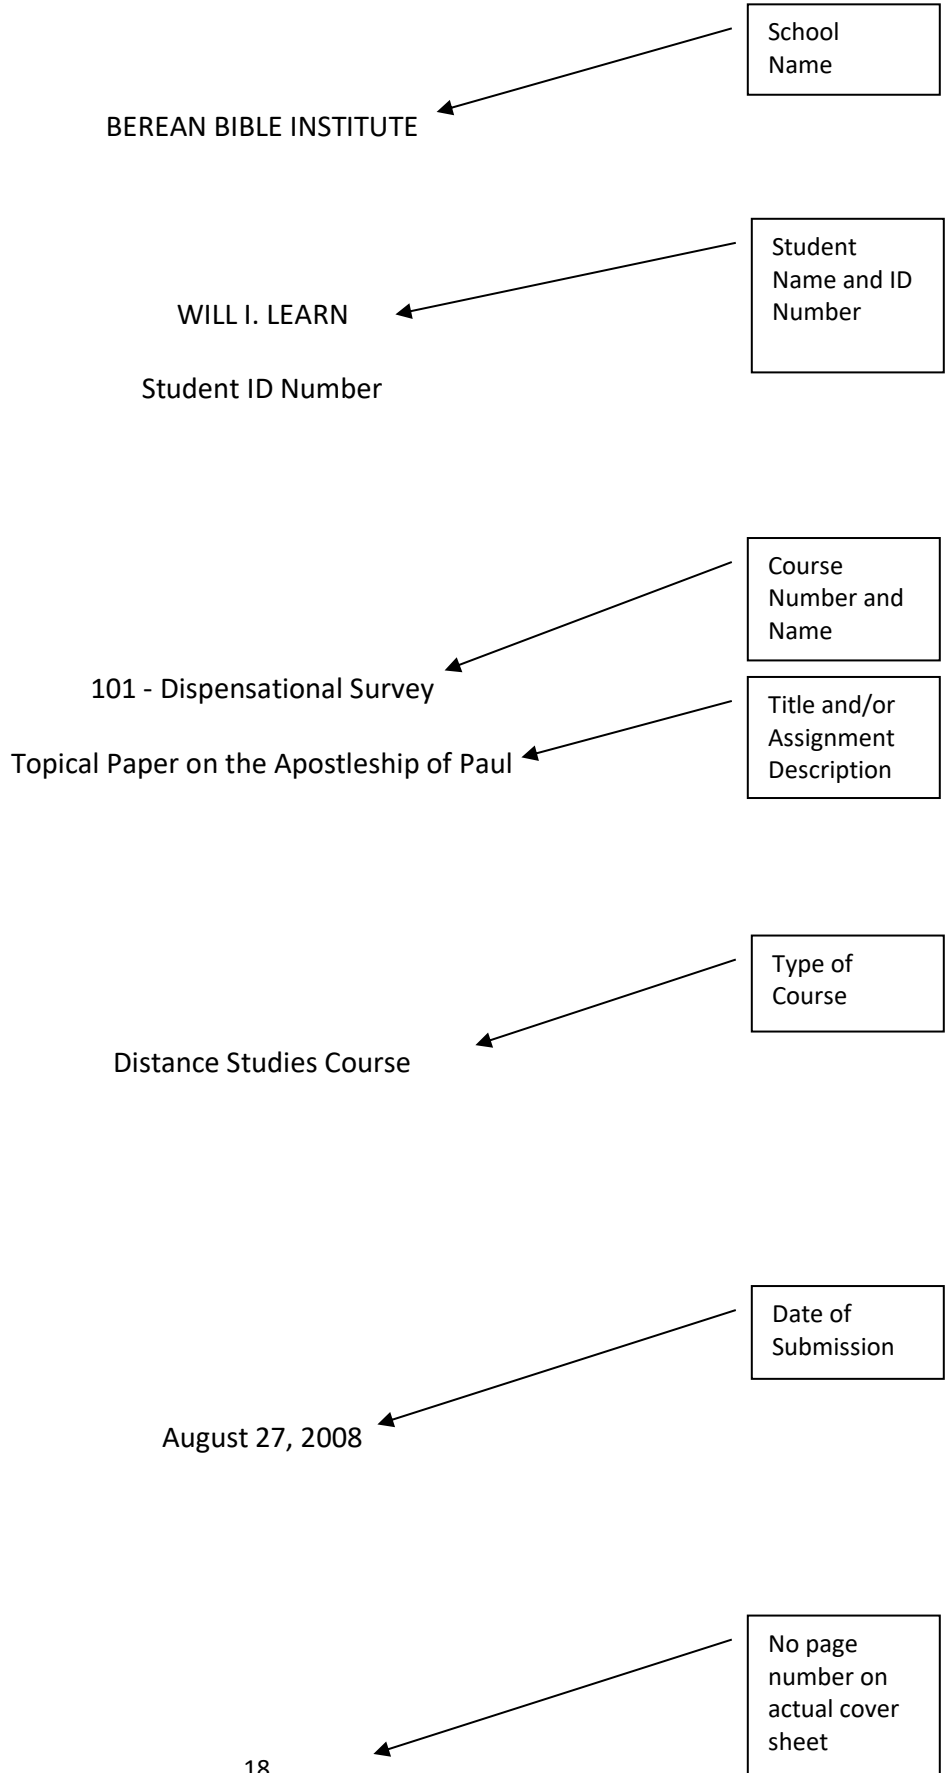 School
Name
BEREAN BIBLE INSTITUTE
Student
Name and ID
Number
WILL I. LEARN
Student ID Number
Course
Number and
Name
101 - Dispensational Survey
Title and/or
Assignment
Description
Topical Paper on the Apostleship of Paul
Type of
Course
Distance Studies Course
Date of
Submission
August 27, 2008
No page
number on
actual cover
sheet
18